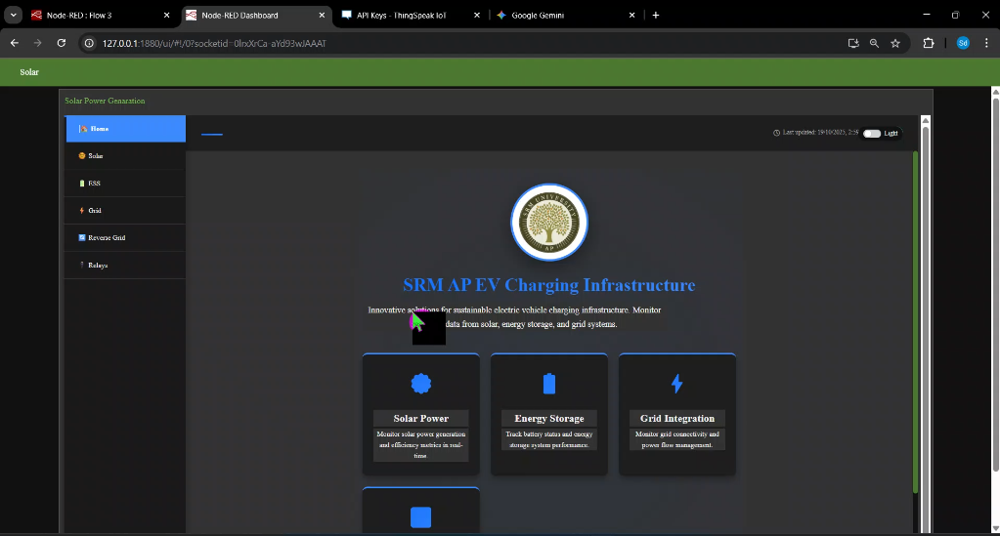 Node-RED : Flow 3
Node-RED Dashboard
API Keys - ThingSpeak IoT
Google Gemini
127.0.0.1:1880/ui/#!/0?socketid=0lrxXrCa-aYd93wJAAAT
Sd
Solar
Solar Power Genaration
Home
Solar
ESS
Grid
Reverse Grid
Relays
Last updated: 19/10/2025, 2:59
Light
SRM UNIVERSITY
AP
SRM AP EV Charging Infrastructure
Innovative solutions for sustainable electric vehicle charging infrastructure. Monitor
data from solar, energy storage, and grid systems.
Solar Power
Monitor solar power generation
and efficiency metrics in real-
time.
Energy Storage
Track battery status and energy
storage system performance.
Grid Integration
Monitor grid connectivity and
power flow management.